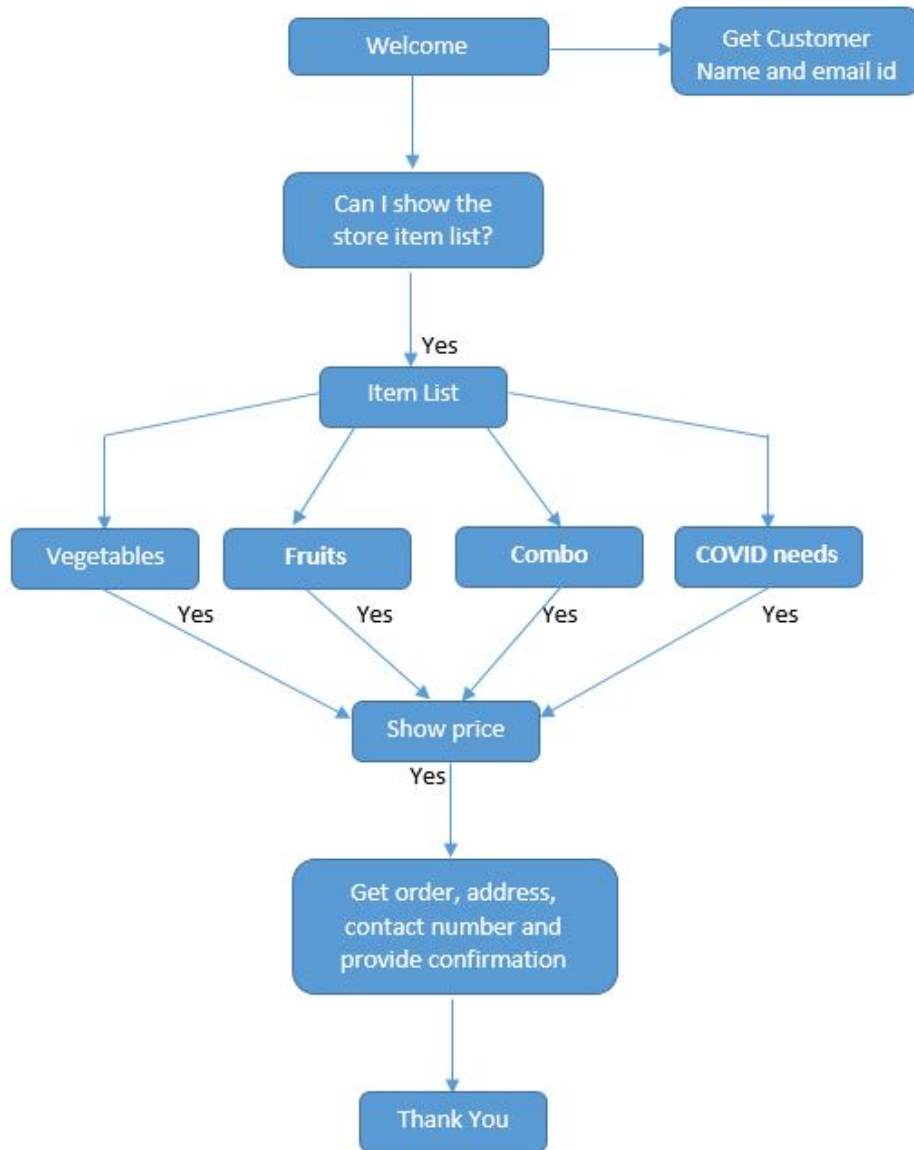 Welcome
Get Customer
Name and email id
Can I show the
store item list?
Yes
Item List
Vegetables
Fruits
Combo
COVID needs
Yes
Yes
Yes
Yes
Show price
Yes
Get order, address,
contact number and
provide confirmation
Thank You